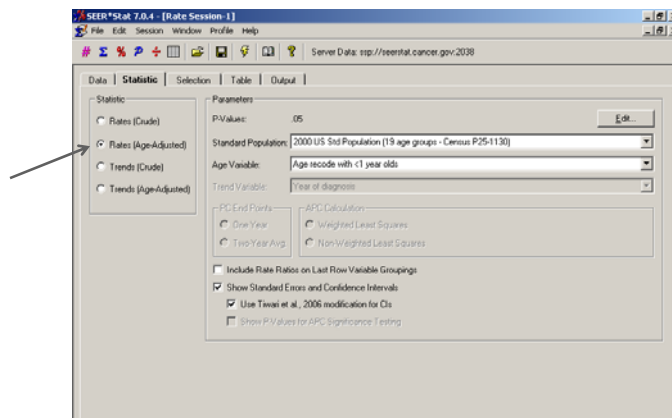 SEER*Stat 7.0.4 - [Rate Session-1]
File Edit Session Window Profile Help
Server Data: ssp://seerstat.cancer.gov:2038
Data Statistic Selection Table Output
Statistic
Rates (Crude)
Rates (Age-Adjusted)
Trends (Crude)
Trends (Age-Adjusted)
Parameters
P-Values: .05 Edit...
Standard Population: 2000 US Std Population (19 age groups - Census P25-1130)
Age Variable: Age recode with <1 year olds
Trend Variable: Year of diagnosis
PC End Points
One Year
Two Year Avg
APC Calculation
Weighted Least Squares
Non-Weighted Least Squares
Include Rate Ratios on Last Row Variable Groupings
Show Standard Errors and Confidence Intervals
Use Tiwari et al., 2006 modification for CIs
Show P-Values for APC Significance Testing